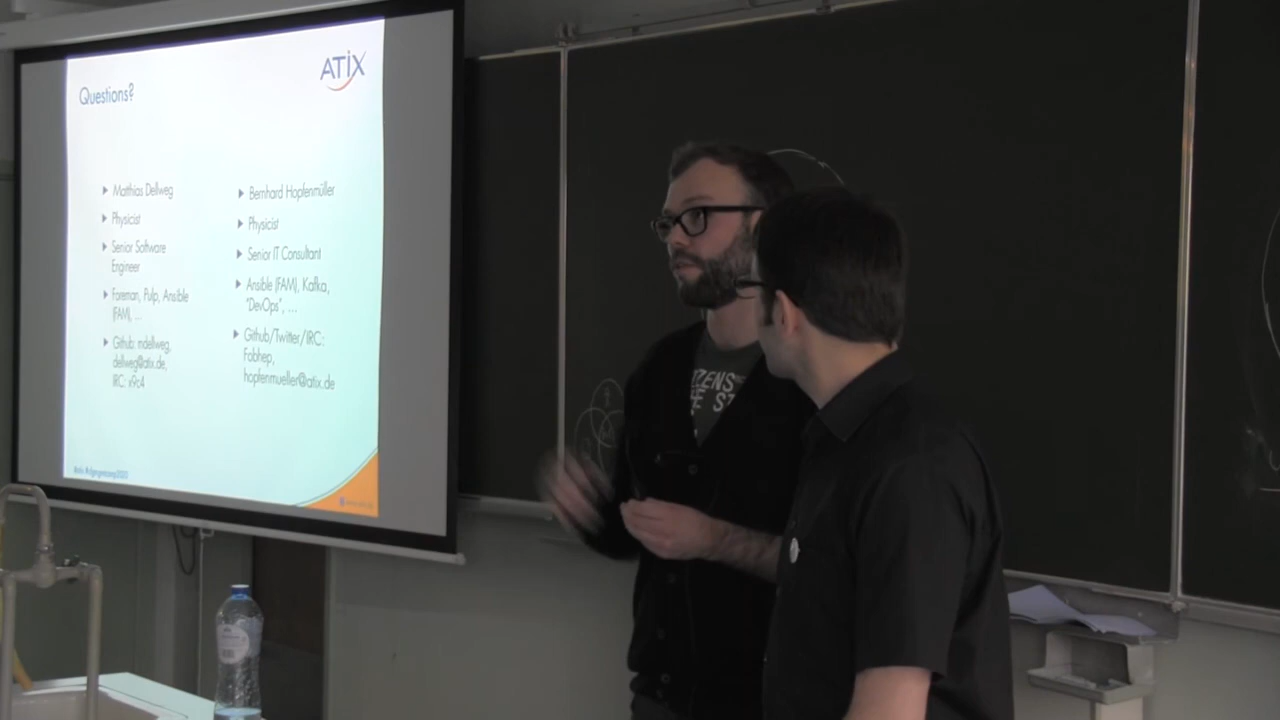 ATIX
Questions?
Matthias Dellweg
Physicist
Senior Software
Engineer
Foreman, Pulp, Ansible
(FAM), ...
Github: mdellweg,
dellweg@atix.de,
IRC: x9c4
Bernhard Hopfenmüller
Physicist
Senior IT Consultant
Ansible (FAM), Kafka,
"DevOps", ...
Github/Twitter/IRC:
Fobhep,
hopfenmueller@atix.de